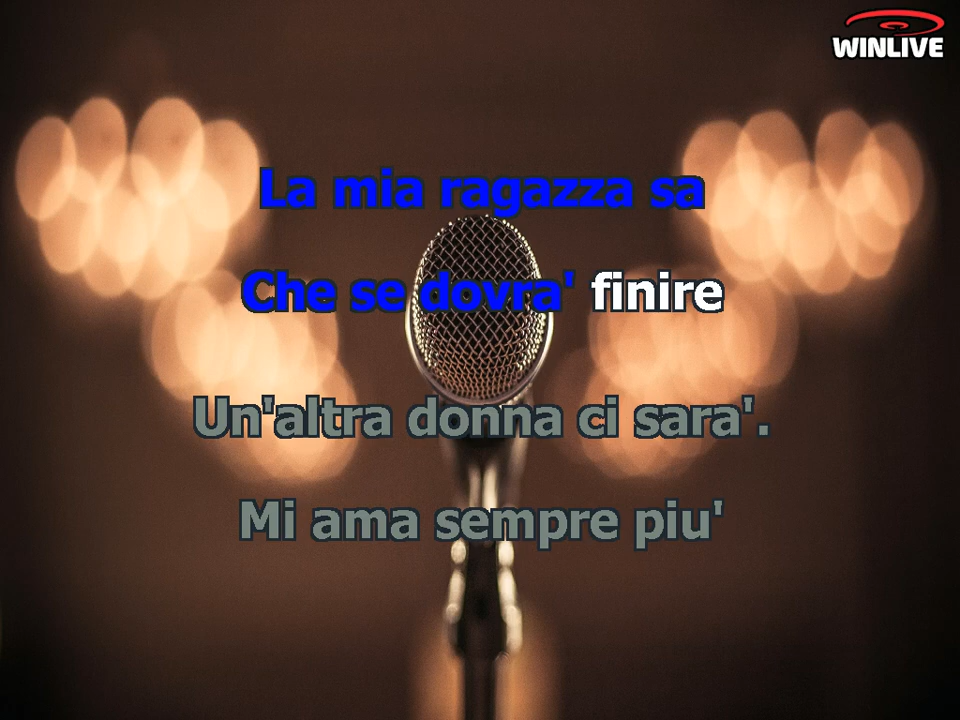 WINLIVE
La mia ragazza sa
Che se dovra' finire
Un'altra donna ci sara'.
Mi ama sempre piu'